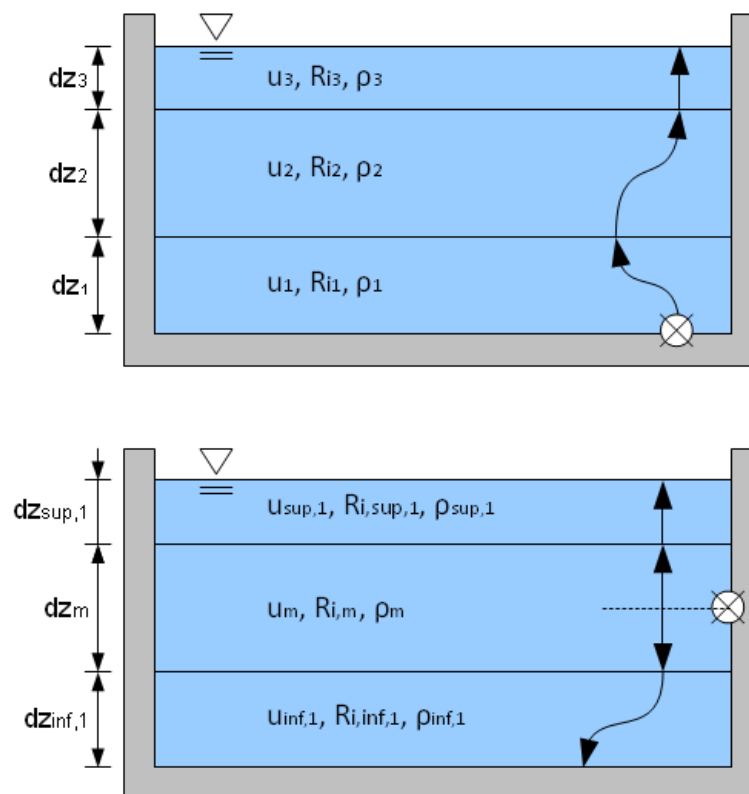 dz3
u3, Ri3, ρ3
dz2
u2, Ri2, ρ2
dz1
u1, Ri1, ρ1
dzsup,1
usup,1, Ri,sup,1, ρsup,1
dzm
um, Ri,m, ρm
dzinf,1
uinf,1, Ri,inf,1, ρinf,1